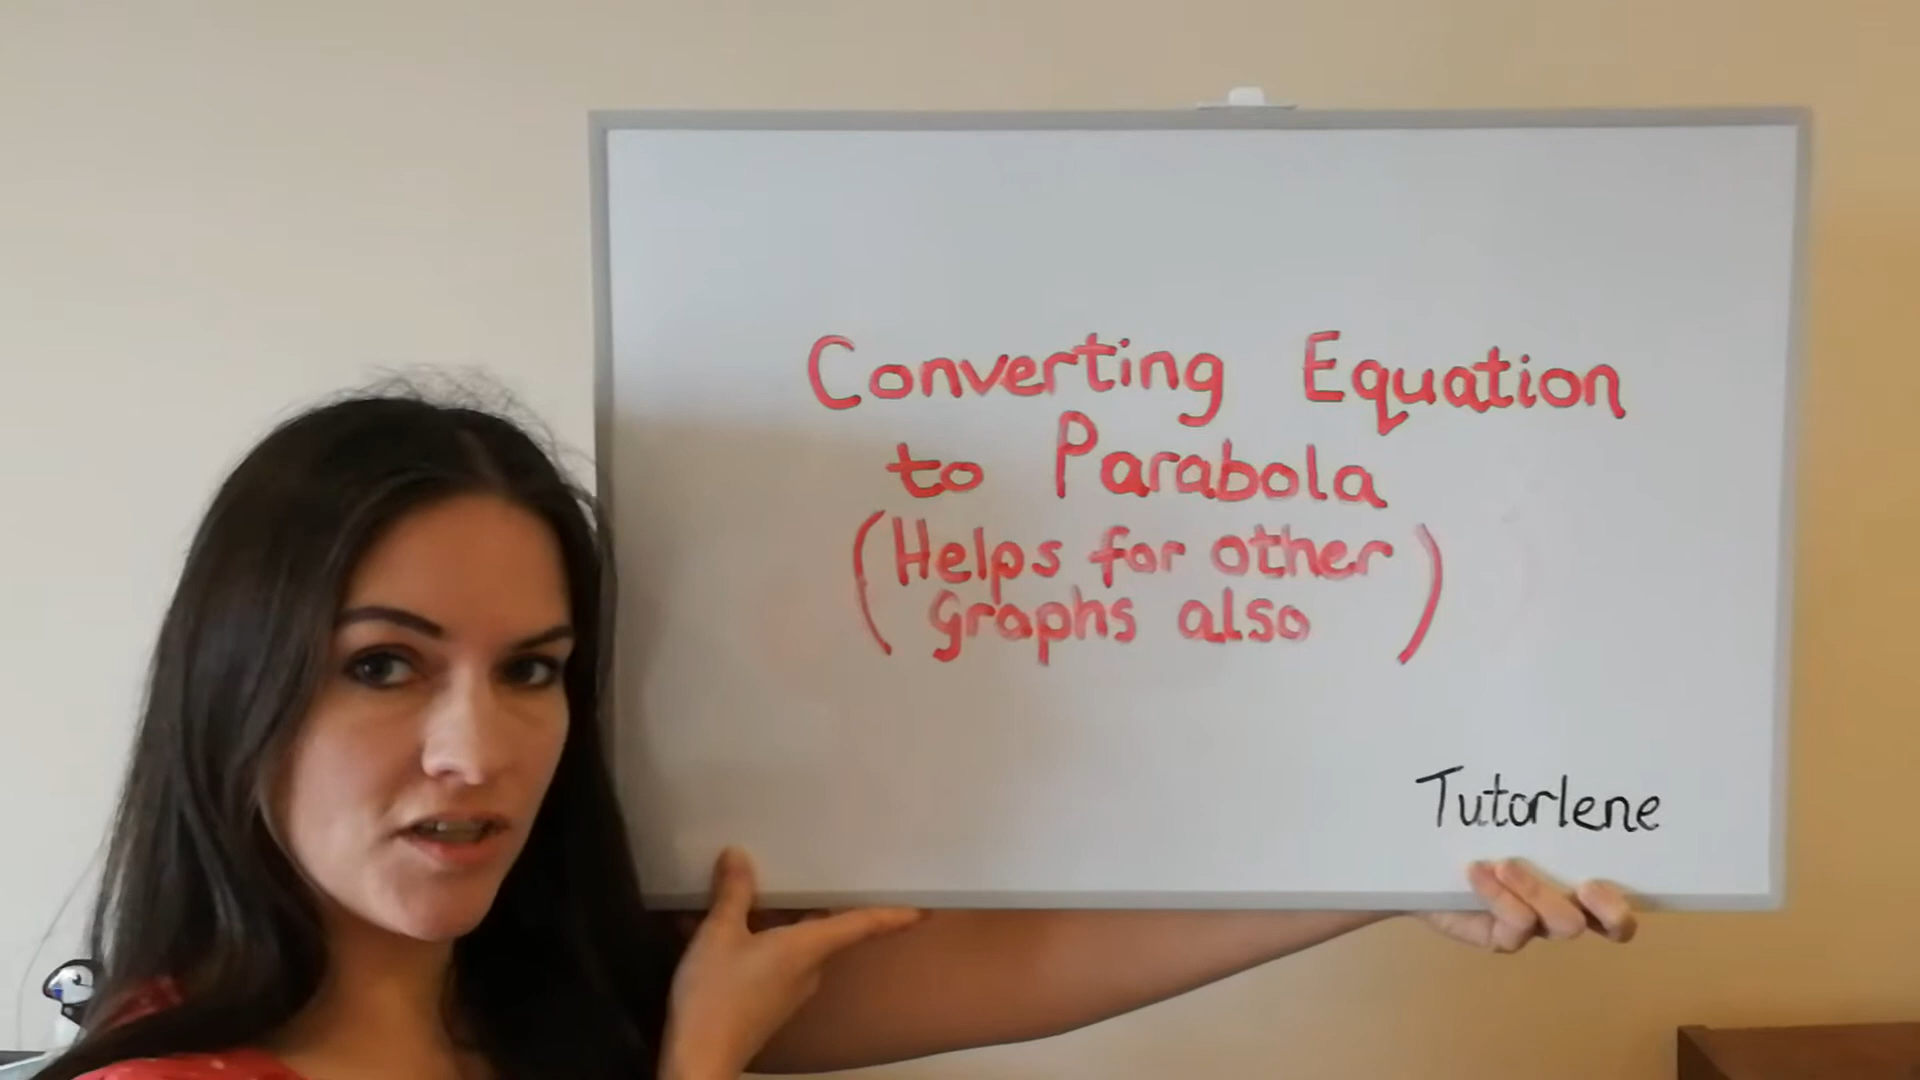 Converting Equation
to Parabola
(Helps for other
graphs also)
Tutorlene